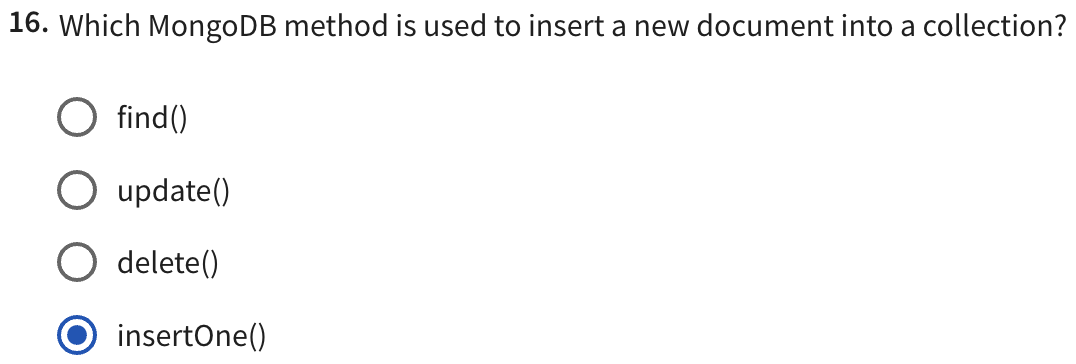 16. Which MongoDB method is used to insert a new document into a collection?
find()
update()
delete()
insertOne()